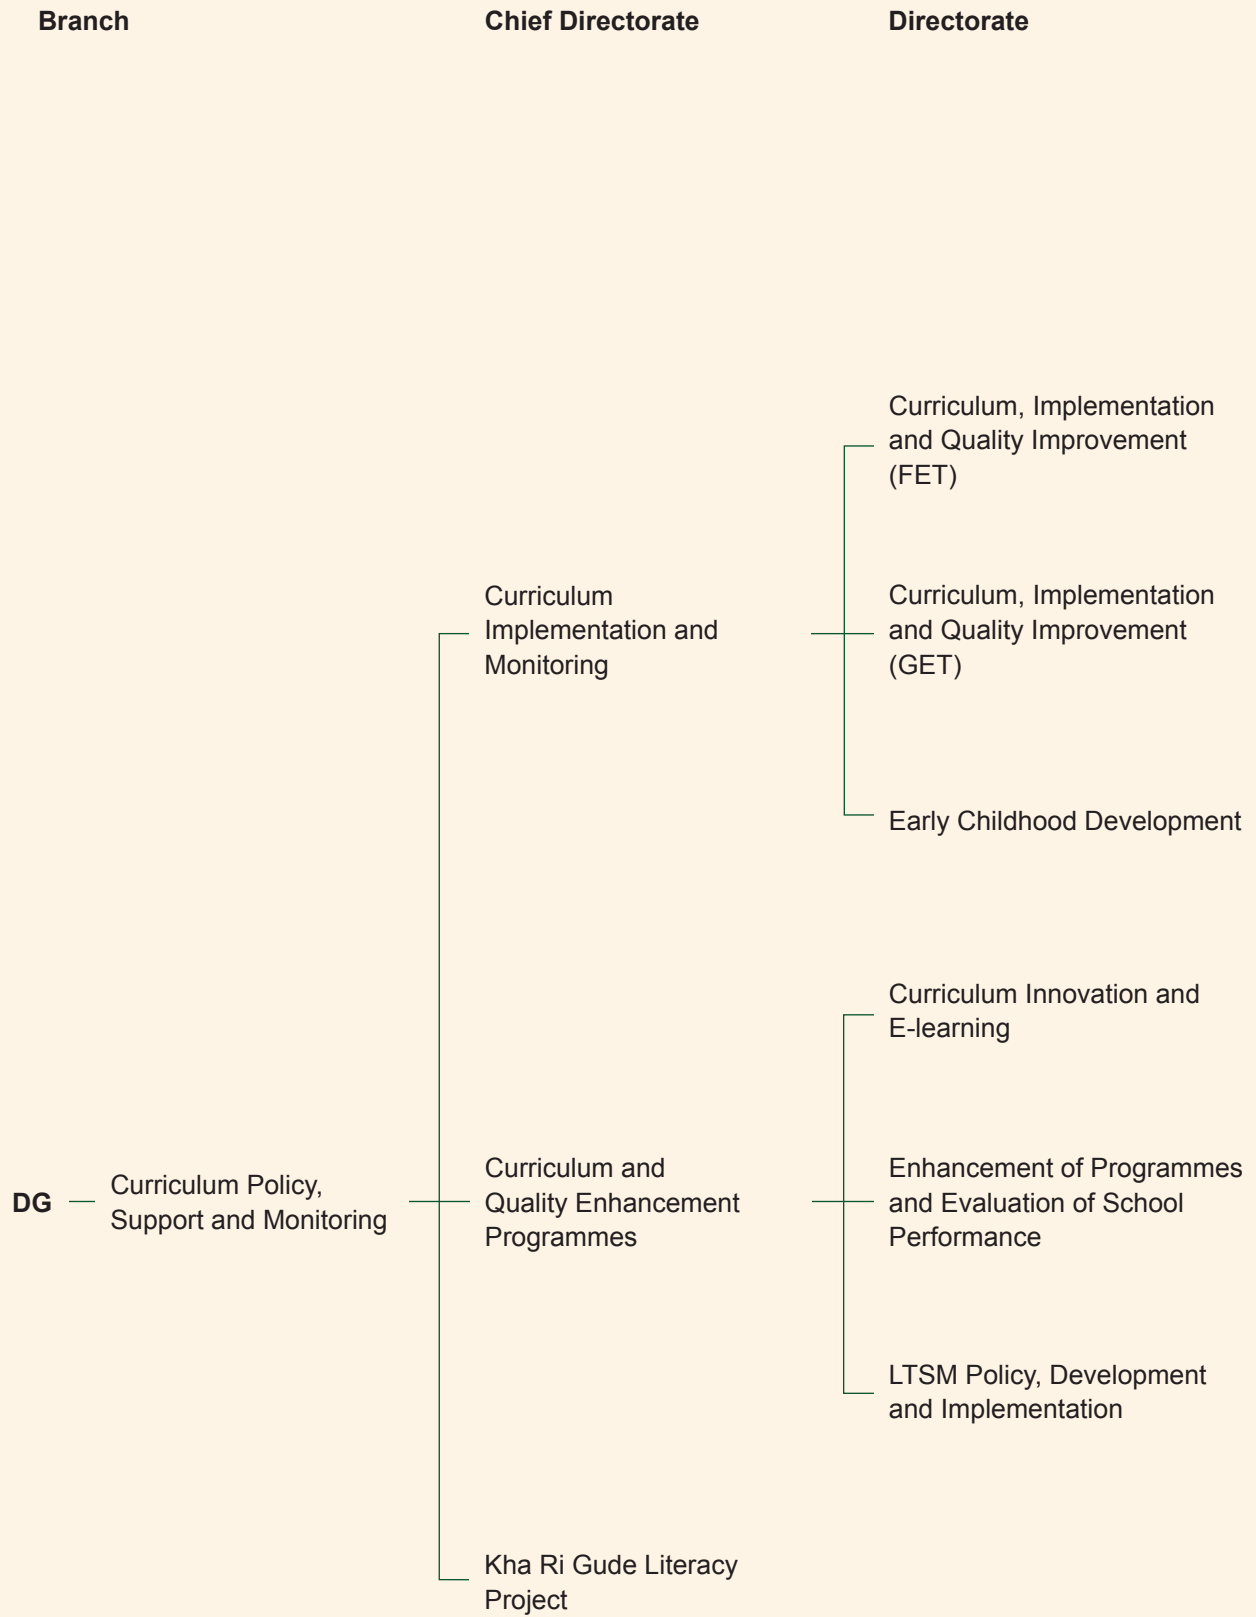 Branch
Chief Directorate
Directorate
Curriculum, Implementation
and Quality Improvement
(FET)
Curriculum
Implementation and
Monitoring
Curriculum, Implementation
and Quality Improvement
(GET)
Early Childhood Development
Curriculum Innovation and
E-learning
DG
Curriculum Policy,
Support and Monitoring
Curriculum and
Quality Enhancement
Programmes
Enhancement of Programmes
and Evaluation of School
Performance
LTSM Policy, Development
and Implementation
Kha Ri Gude Literacy
Project